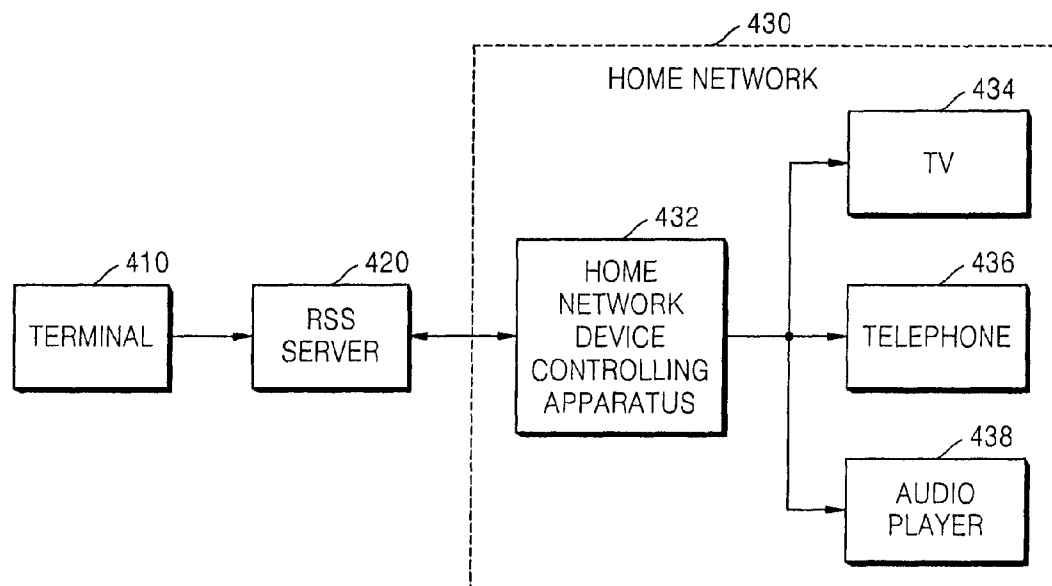 430
HOME NETWORK
434
TV
432
HOME
NETWORK
DEVICE
CONTROLLING
APPARATUS
410
TERMINAL
420
RSS
SERVER
436
TELEPHONE
438
AUDIO
PLAYER